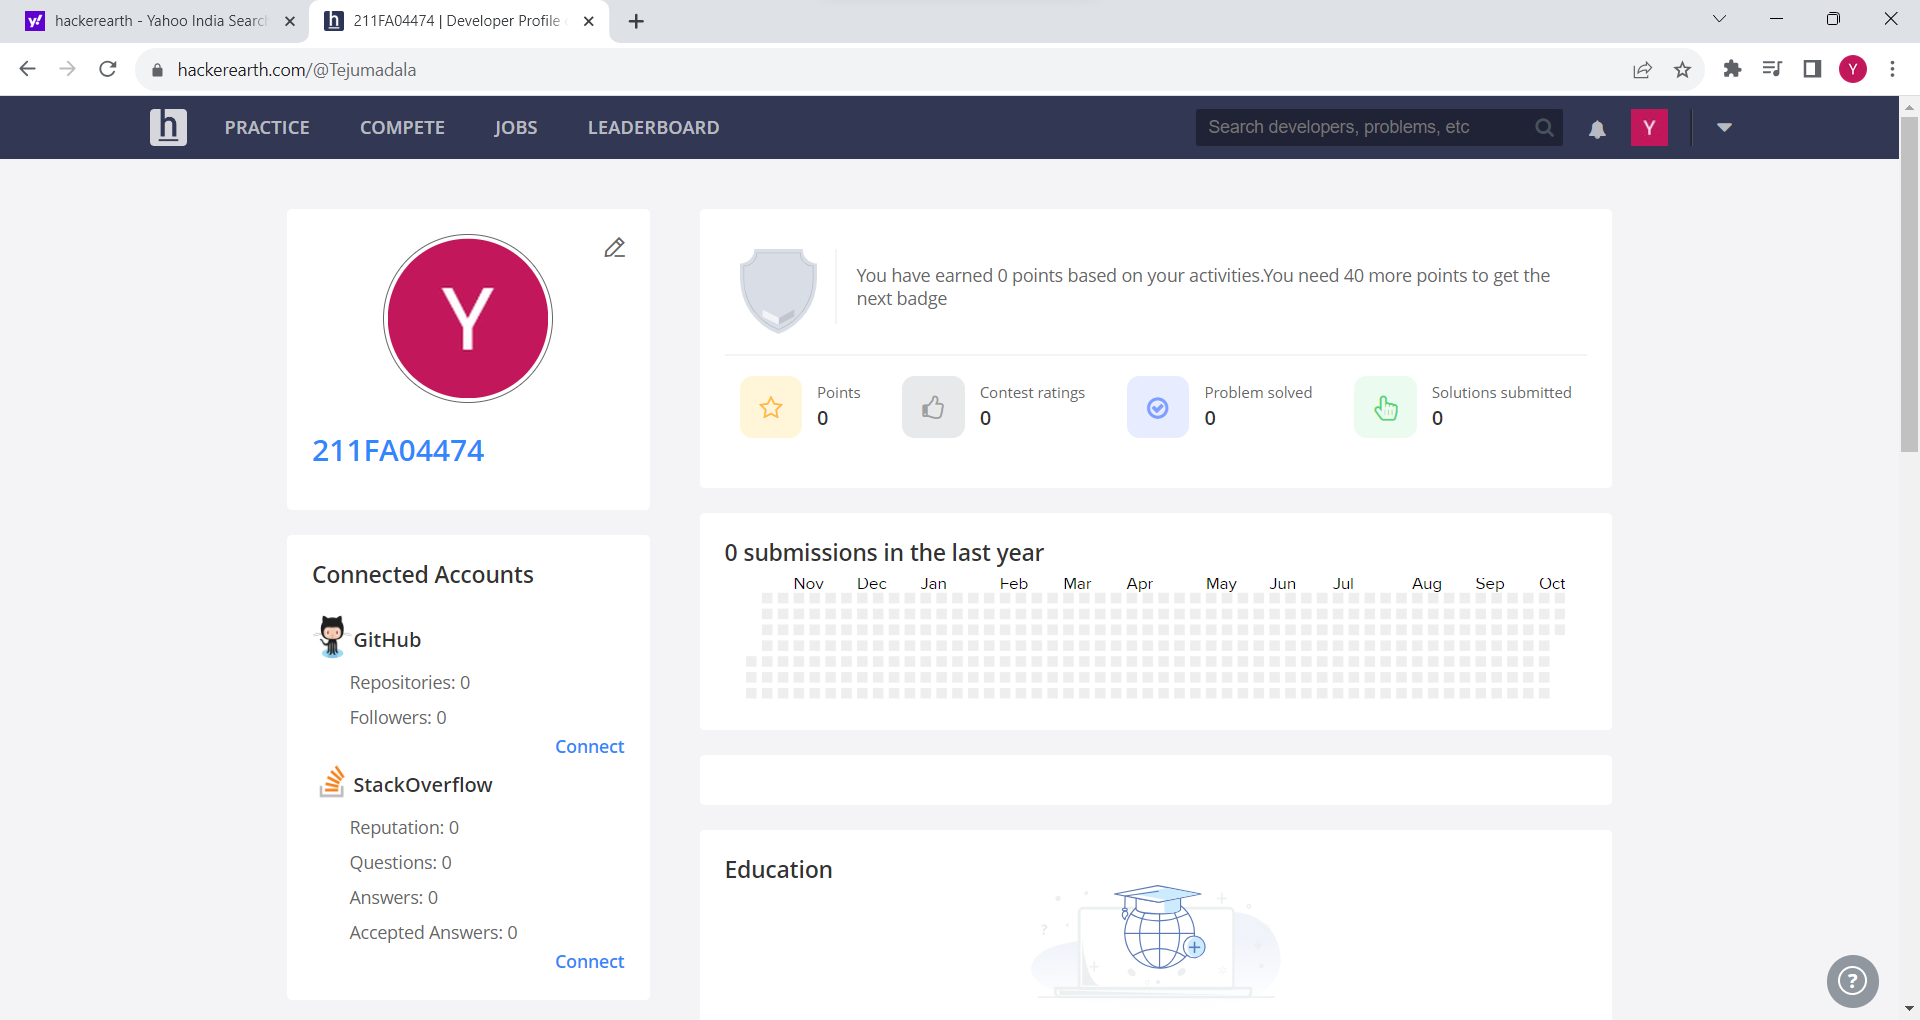 hackerearth - Yahoo India Searc
211FA04474 | Developer Profile
hackerearth.com/@Tejumadala
Y
h
PRACTICE
COMPETE
JOBS
LEADERBOARD
Search developers, problems, etc
Y
Y
211FA04474
You have earned 0 points based on your activities.You need 40 more points to get the
next badge
Points
0
Contest ratings
0
Problem solved
0
Solutions submitted
0
Connected Accounts
GitHub
Repositories: 0
Followers: 0
Connect
StackOverflow
Reputation: 0
Questions: 0
Answers: 0
Accepted Answers: 0
Connect
0 submissions in the last year
Nov Dec Jan Feb Mar Apr May Jun Jul Aug Sep Oct
Education
?